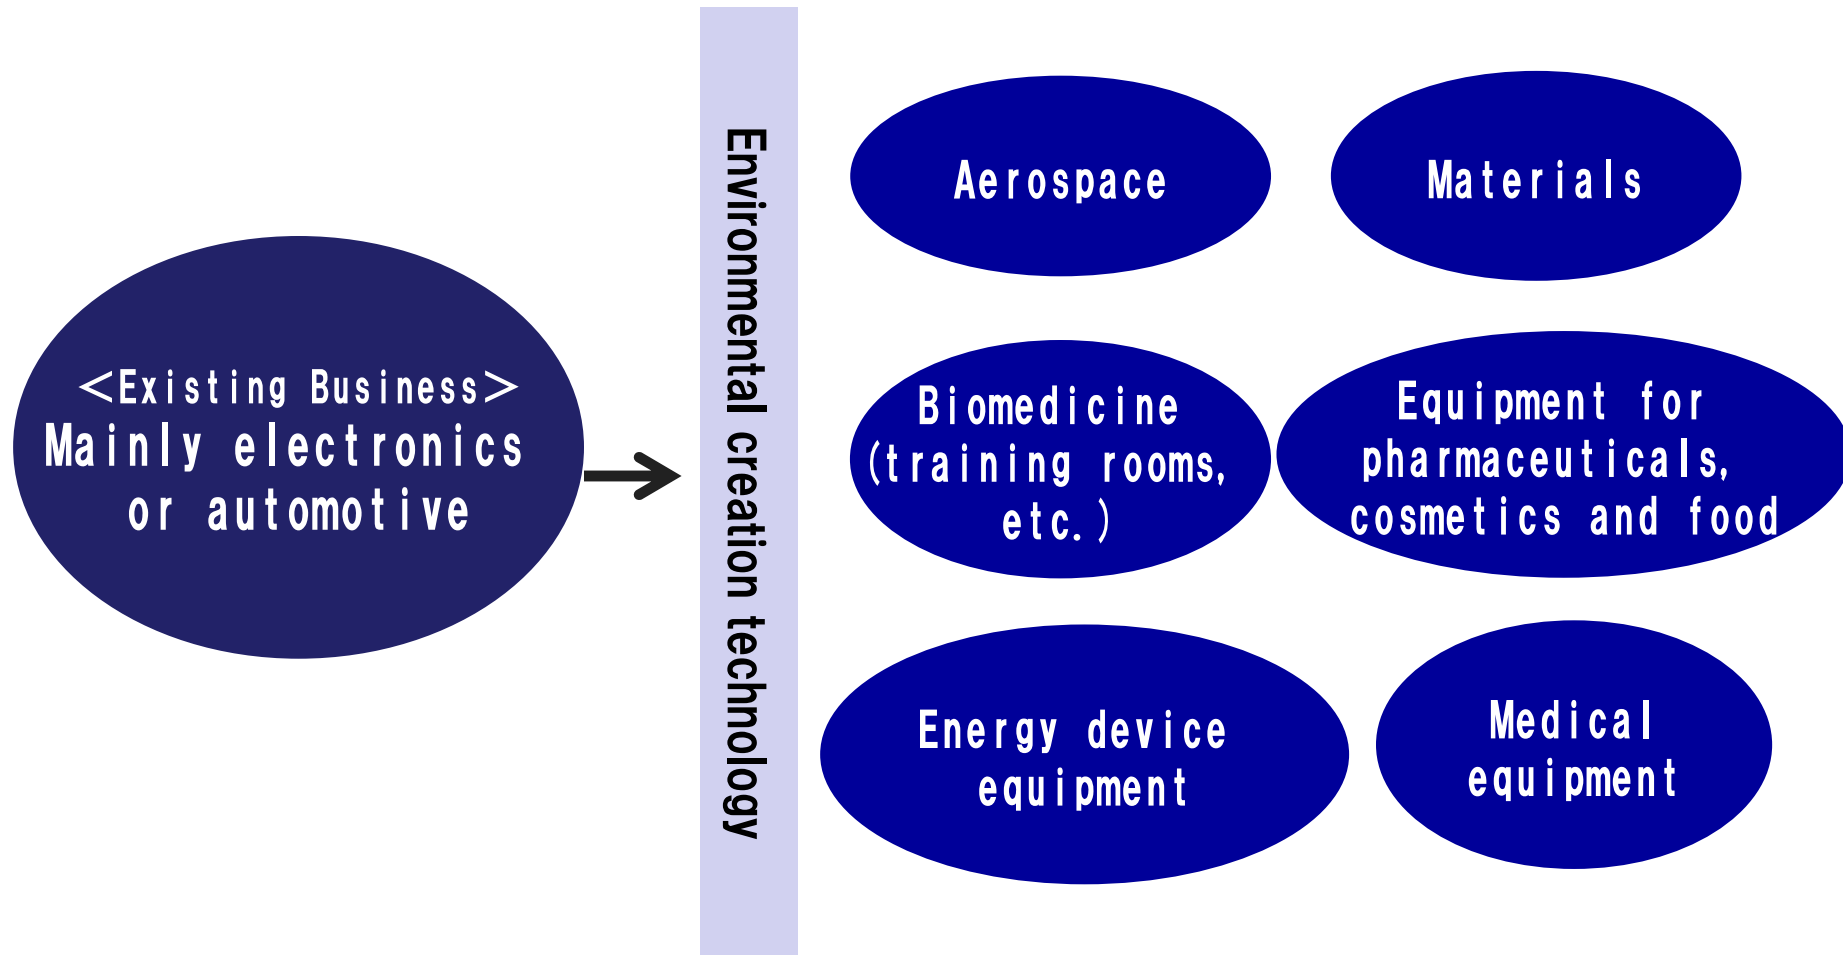 <Existing Business>
Mainly electronics
or automotive
Environmental creation technology
Aerospace
Materials
Biomedicine
(training rooms,
etc.)
Equipment for
pharmaceuticals,
cosmetics and food
Energy device
equipment
Medical
equipment